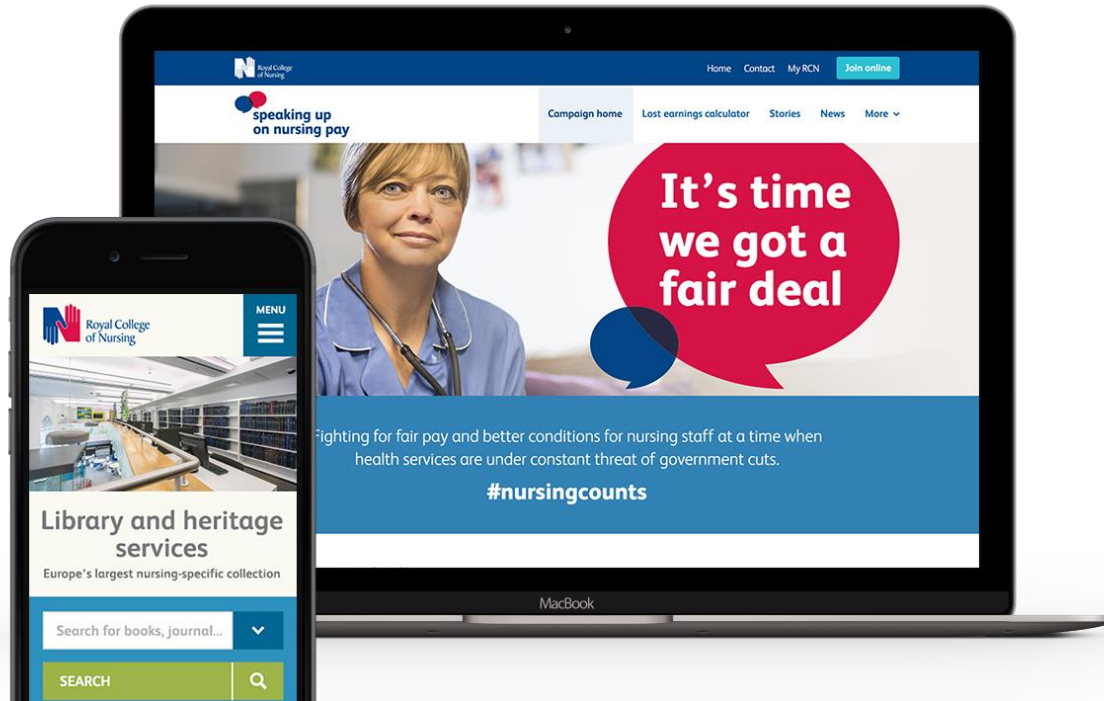 Royal College
of Nursing
Home Contact My RCN Join online
speaking up
on nursing pay
Campaign home Lost earnings calculator Stories News More
It's time
we got a
fair deal
Fighting for fair pay and better conditions for nursing staff at a time when
health services are under constant threat of government cuts.
#nursingcounts
MacBook
Royal College
of Nursing
MENU
Library and heritage
services
Europe's largest nursing-specific collection
Search for books, journal...
SEARCH